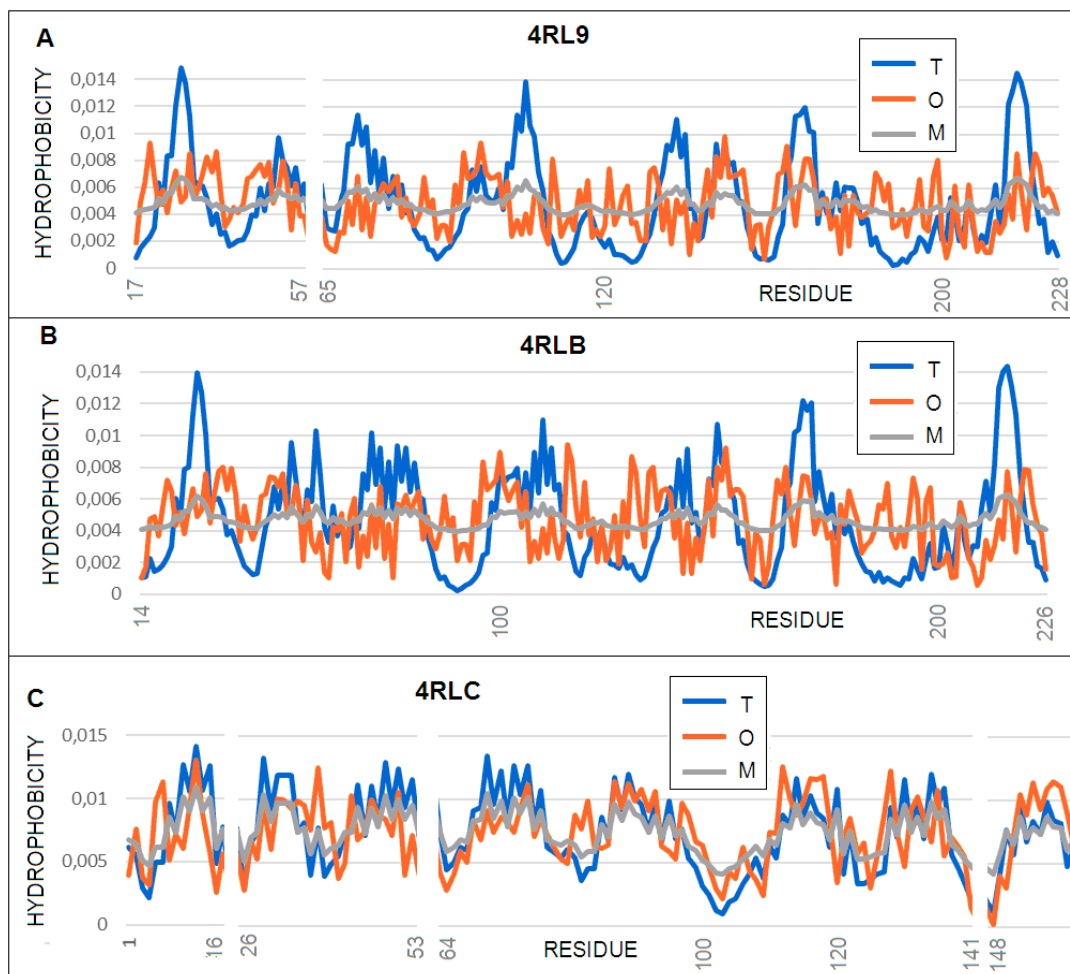 A
4RL9
HYDROPHOBICITY
0,014
0,012
0,01
0,008
0,006
0,004
0,002
0
T
O
M
17
57
65
120
RESIDUE
200
228
B
4RLB
HYDROPHOBICITY
0,014
0,012
0,01
0,008
0,006
0,004
0,002
0
T
O
M
14
100
RESIDUE
200
226
C
4RLC
HYDROPHOBICITY
0,015
0,01
0,005
0
T
O
M
1
16
26
53
64
RESIDUE
100
120
141
148